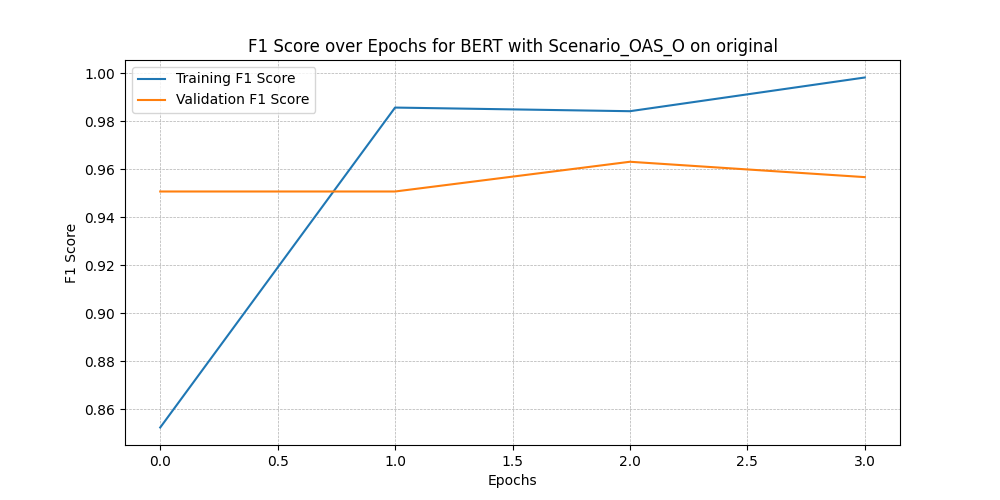 F1 Score over Epochs for BERT with Scenario_OAS_O on original
Training F1 Score
Validation F1 Score
1.00
0.98
0.96
0.94
0.92
0.90
0.88
0.86
F1 Score
0.0 0.5 1.0 1.5 2.0 2.5 3.0
Epochs